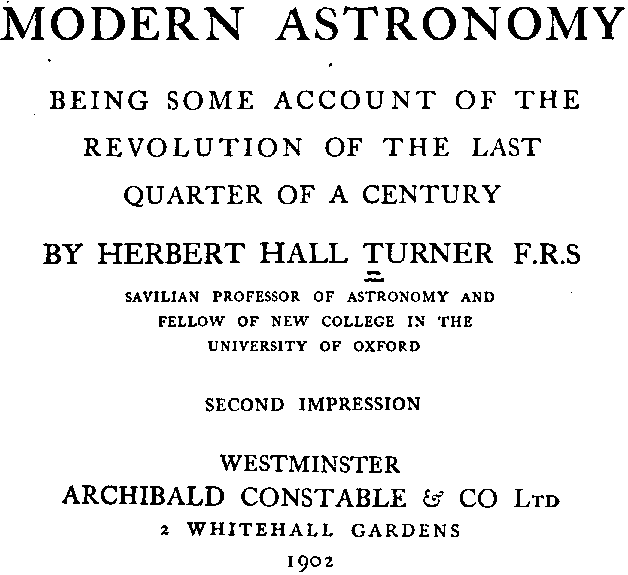 MODERN ASTRONOMY
BEING SOME ACCOUNT OF THE
REVOLUTION OF THE LAST
QUARTER OF A CENTURY
BY HERBERT HALL TURNER F.R.S
SAVILIAN PROFESSOR OF ASTRONOMY AND
FELLOW OF NEW COLLEGE IN THE
UNIVERSITY OF OXFORD
SECOND IMPRESSION
WESTMINSTER
ARCHIBALD CONSTABLE & CO LTD
2 WHITEHALL GARDENS
1902